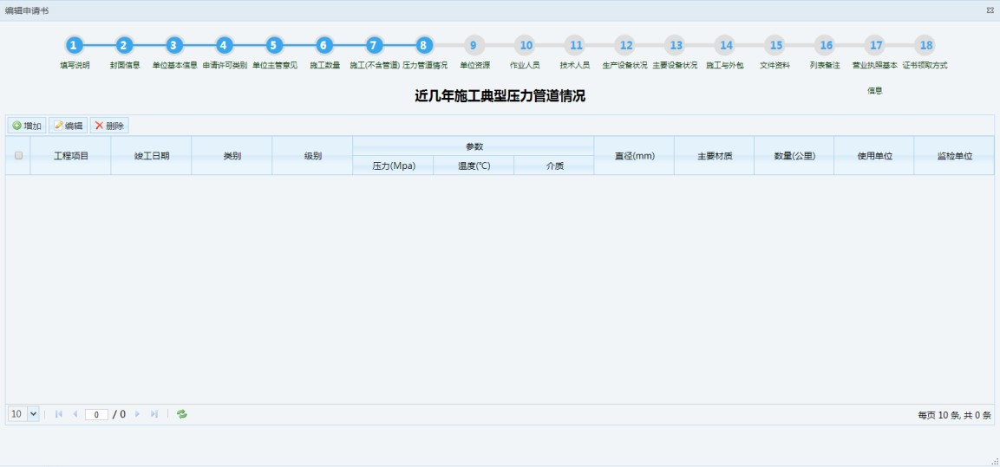 编辑申请书
1 2 3 4 5 6 7 8 9 10 11 12 13 14 15 16 17 18
填写说明 封面信息 单位基本信息 申请许可类别 单位主管意见 施工数量 施工(不含管道) 压力管道情况 单位资源 作业人员 技术人员 生产设备状况 主要设备状况 施工与外包 文件资料 列表备注 营业执照基本 证书领取方式
信息
近几年施工典型压力管道情况
增加 编辑 删除
工程项目 竣工日期 类别 级别 参数 直径(mm) 主要材质 数量(公里) 使用单位 监检单位
压力(Mpa) 温度(℃) 介质
10 0 / 0 每页 10 条, 共 0 条